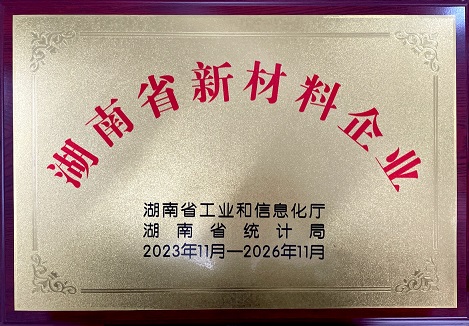 湖南省新材料企业
湖南省工业和信息化厅
湖南省统计局
2023年11月—2026年11月